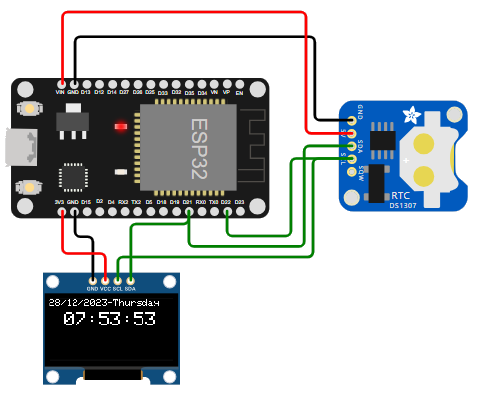 VIN GND D13 D12 D14 D27 D26 D25 D33 D32 D35 D34 VN VP EN
ESP32
3V3 GND D15 D2 D4 RX2 TX2 D5 D18 D19 D21 RX0 TX0 D22 D23
GND
SDA
SCL
SQW
RTC
DS1307
GND VCC SCL SDA
28/12/2023-Thursday
07:53:53